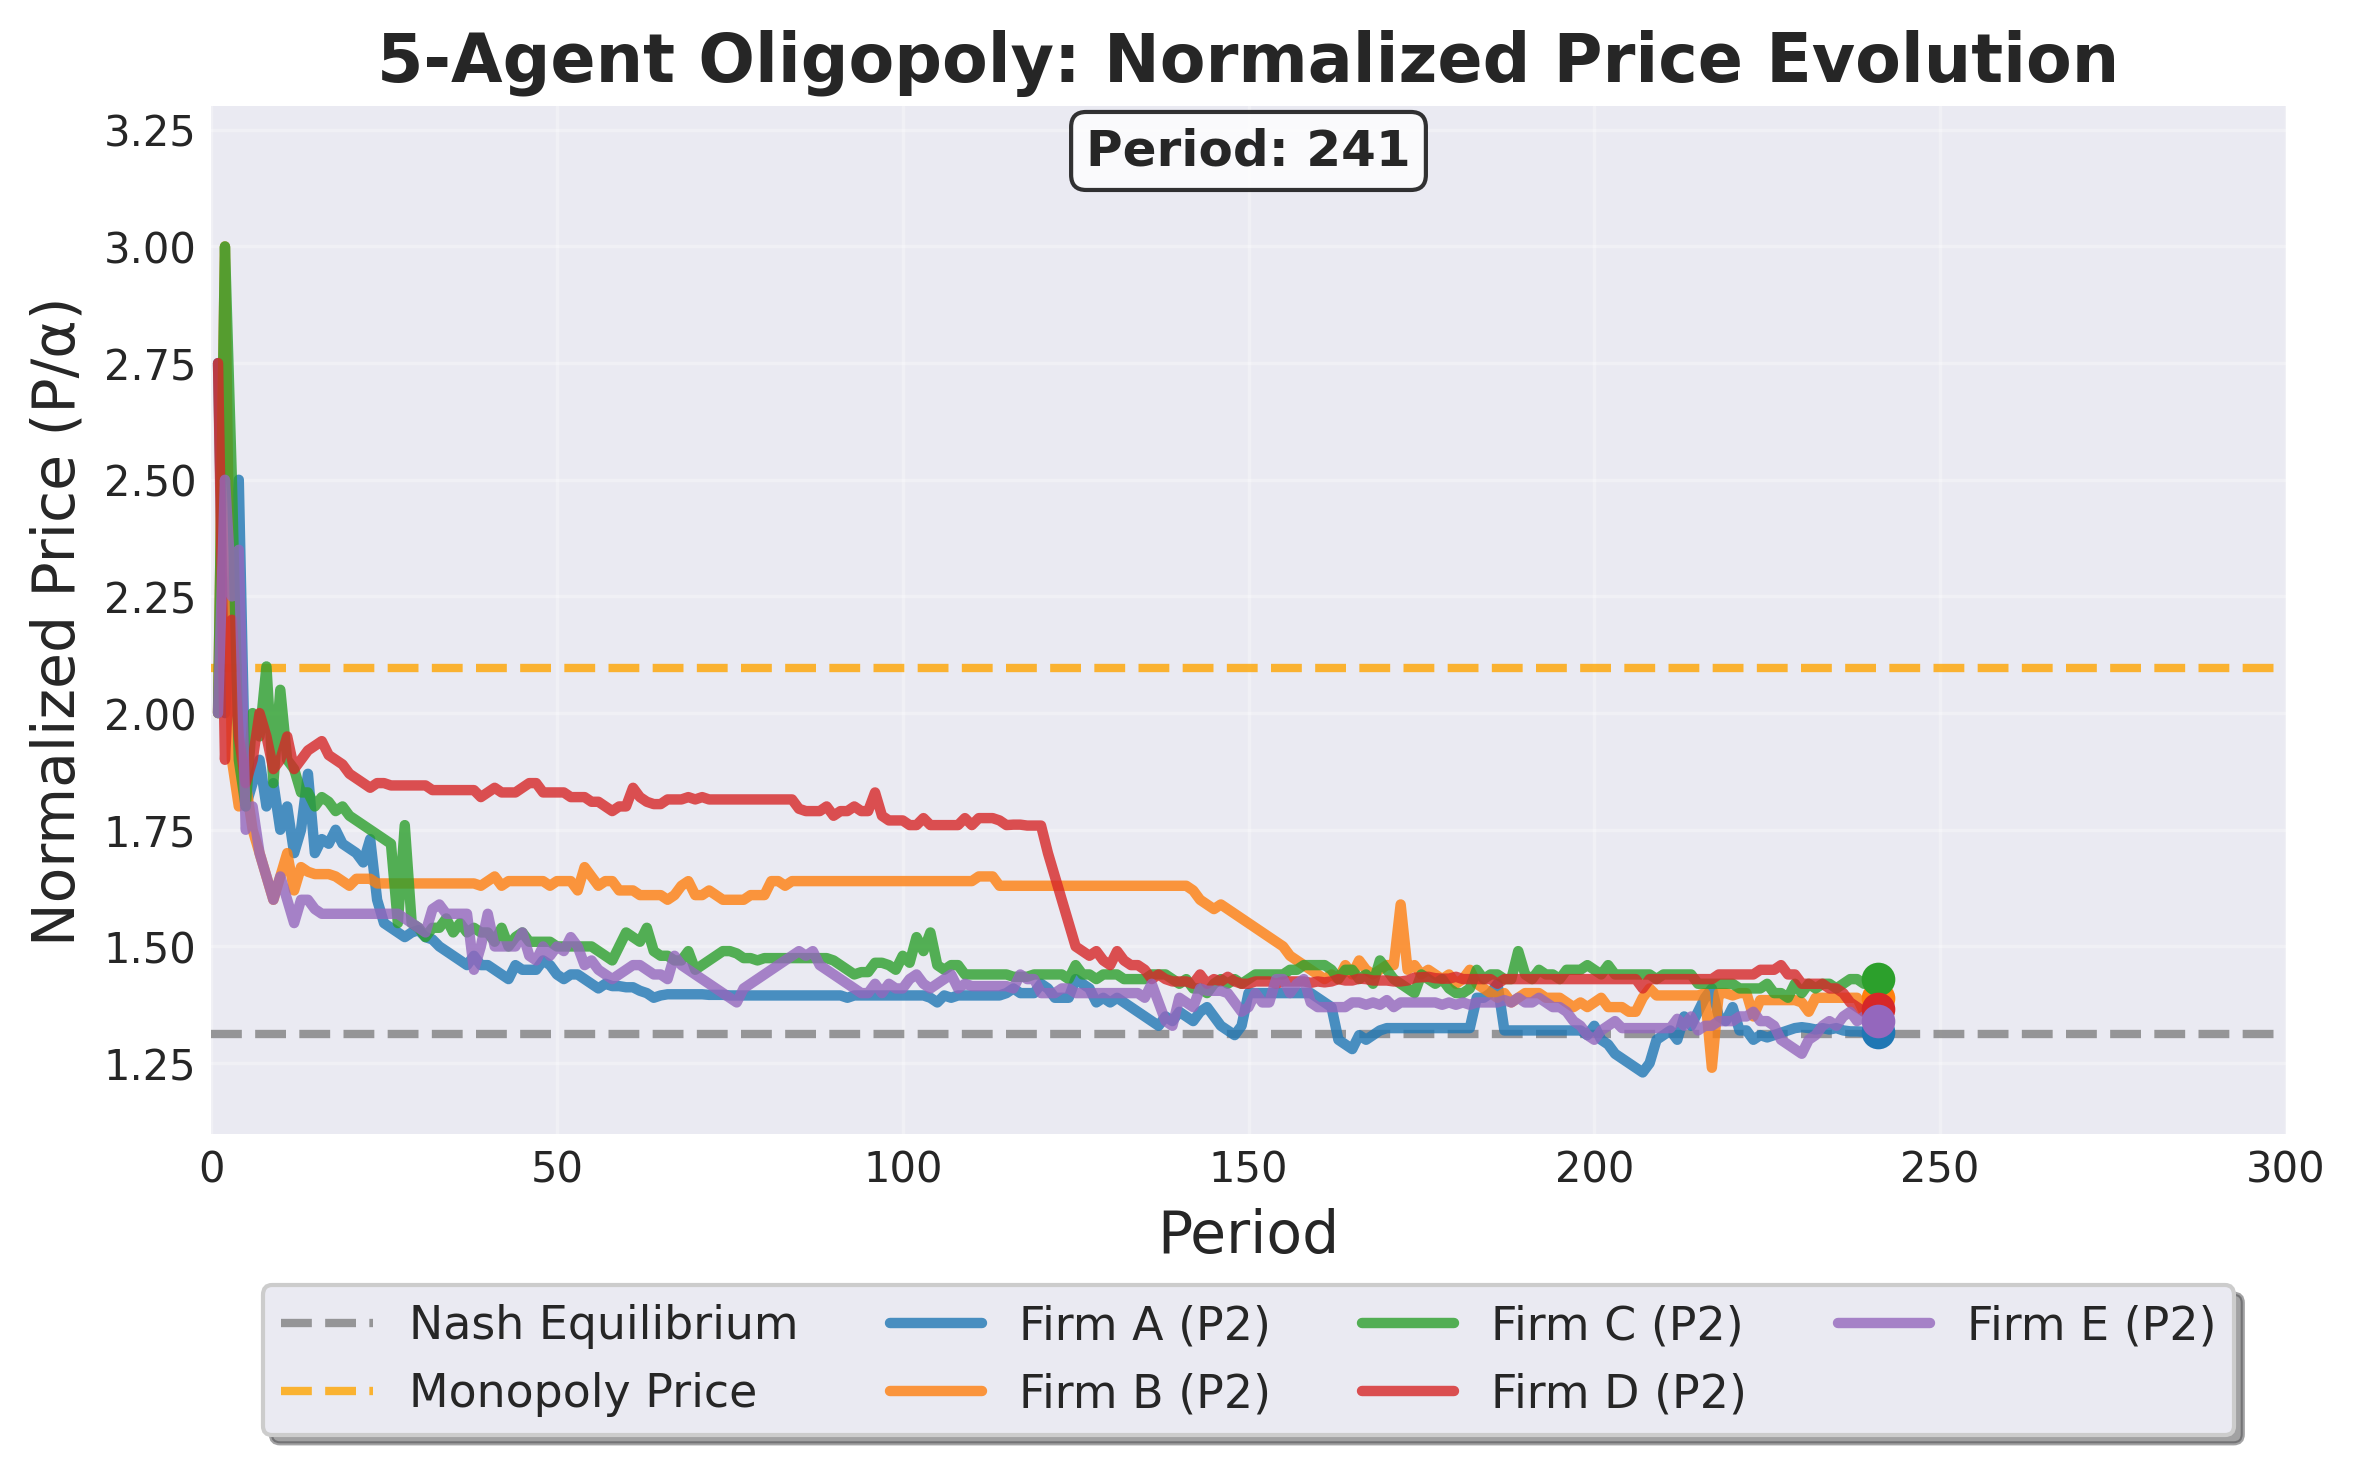 5-Agent Oligopoly: Normalized Price Evolution
Period: 241
Normalized Price (P/α)
3.25
3.00
2.75
2.50
2.25
2.00
1.75
1.50
1.25
0 50 100 150 200 250 300
Period
Nash Equilibrium Firm A (P2) Firm C (P2) Firm E (P2)
Monopoly Price Firm B (P2) Firm D (P2)